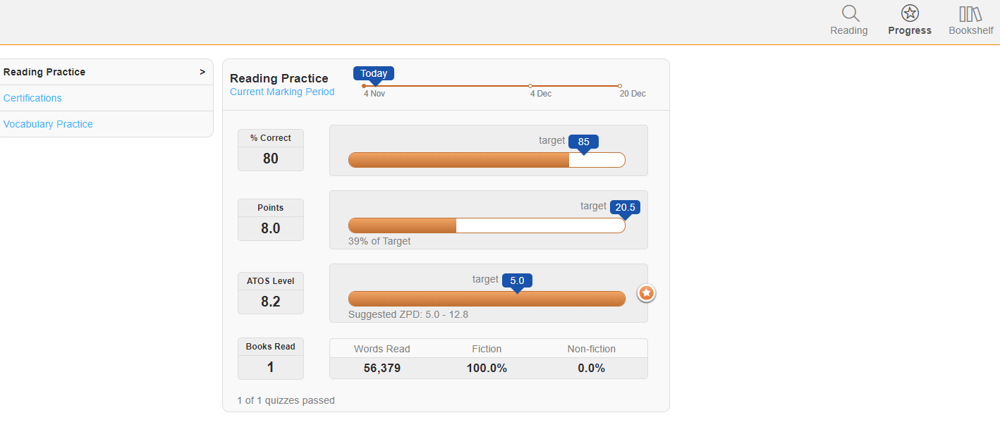 Reading
Progress
Bookshelf
Reading Practice >
Certifications
Vocabulary Practice
Reading Practice
Current Marking Period
Today
4 Nov
4 Dec
20 Dec
% Correct
80
target 85
Points
8.0
target 20.5
39% of Target
ATOS Level
8.2
target 5.0
Suggested ZPD: 5.0 - 12.8
Books Read
1
Words Read Fiction Non-fiction
56,379 100.0% 0.0%
1 of 1 quizzes passed